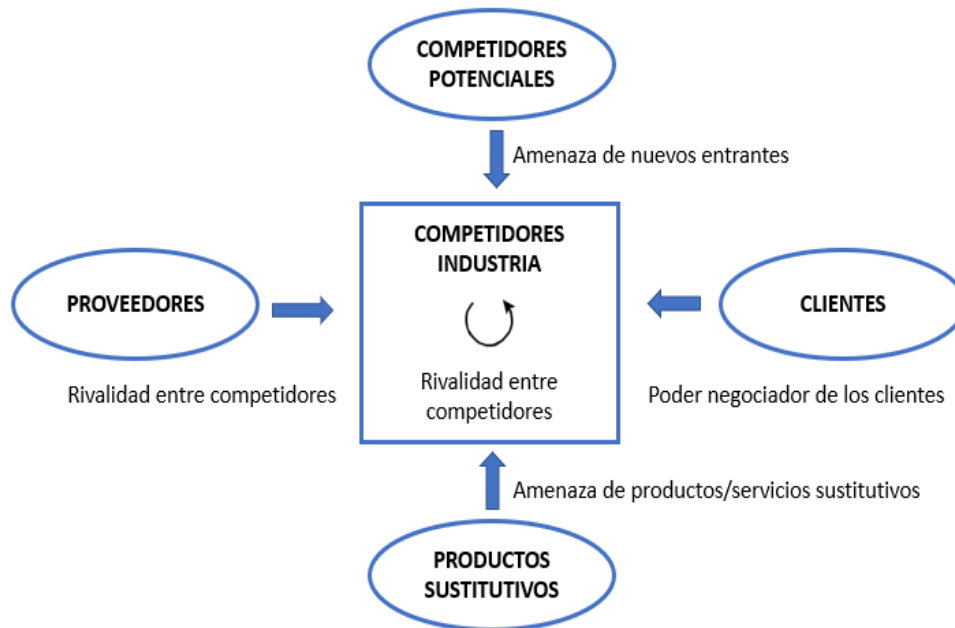 COMPETIDORES
POTENCIALES
Amenaza de nuevos entrantes
COMPETIDORES
INDUSTRIA
PROVEEDORES
CLIENTES
Rivalidad entre competidores
Rivalidad entre
competidores
Poder negociador de los clientes
Amenaza de productos/servicios sustitutivos
PRODUCTOS
SUSTITUTIVOS